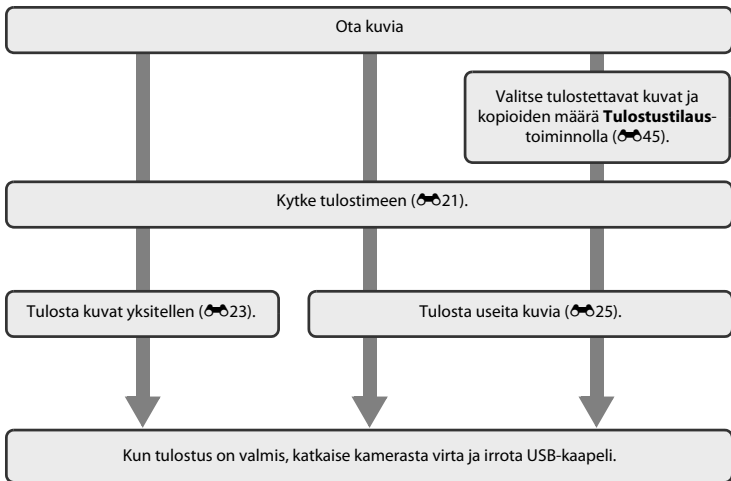 Ota kuvia
Valitse tulostettavat kuvat ja
kopioiden määrä Tulostustilaus-
toiminnolla (45).
Kytke tulostimeen (21).
Tulosta kuvat yksitellen (23).
Tulosta useita kuvia (25).
Kun tulostus on valmis, katkaise kamerasta virta ja irrota USB-kaapeli.